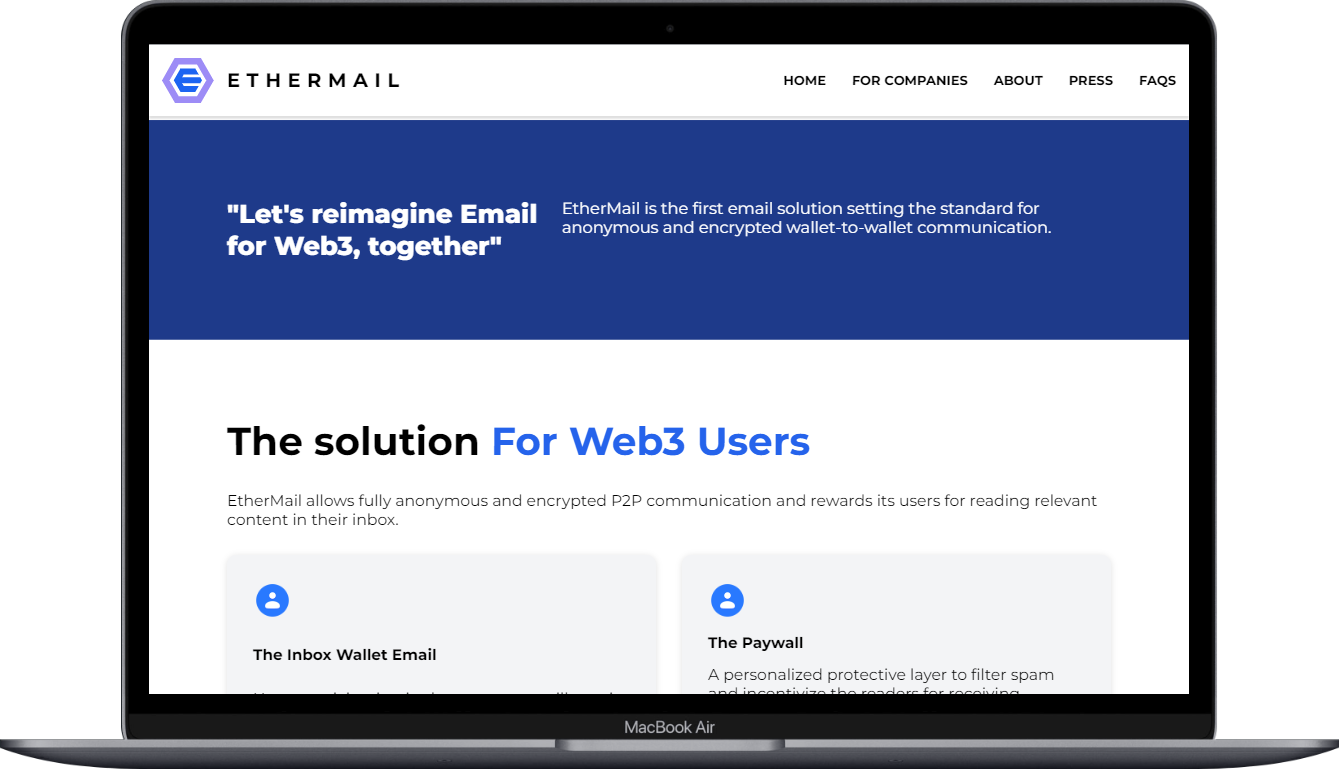 ETHERMAIL
HOME FOR COMPANIES ABOUT PRESS FAQS
"Let's reimagine Email
for Web3, together"
EtherMail is the first email solution setting the standard for
anonymous and encrypted wallet-to-wallet communication.
The solution For Web3 Users
EtherMail allows fully anonymous and encrypted P2P communication and rewards its users for reading relevant
content in their inbox.
The Inbox Wallet Email
The Paywall
A personalized protective layer to filter spam
and incentivize the readers for receiving
MacBook Air